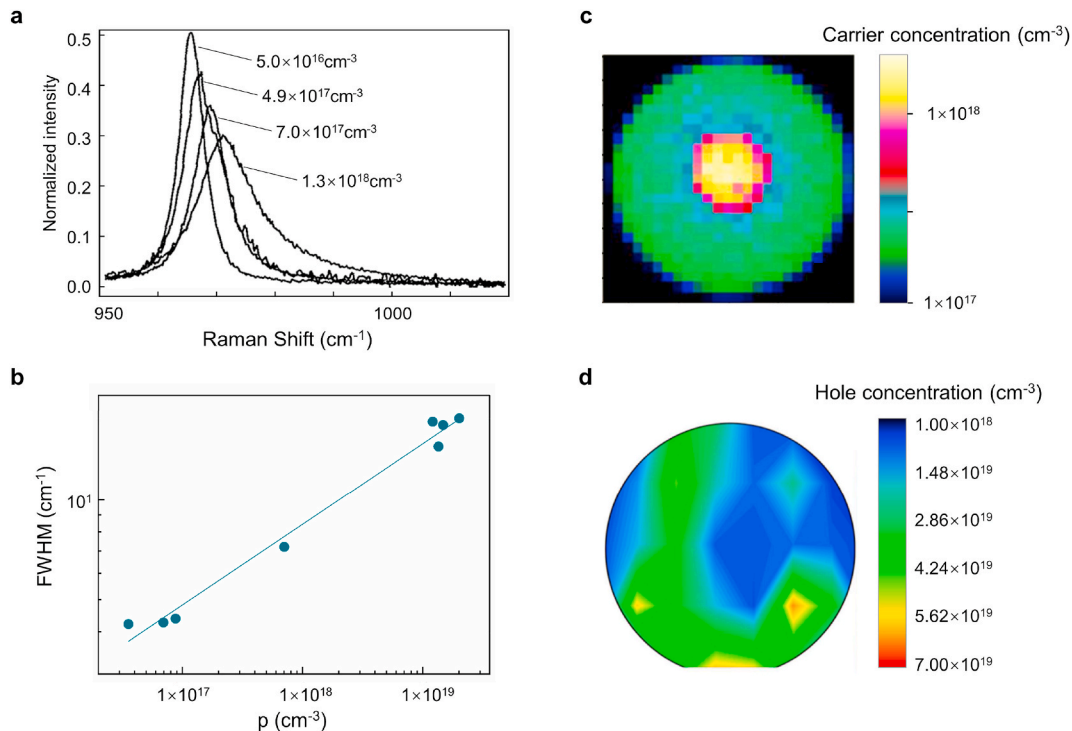 a
0.5
0.4
0.3
0.2
0.1
0.0
Normalized intensity
5.0×10¹⁶cm⁻³
4.9×10¹⁷cm⁻³
7.0×10¹⁷cm⁻³
1.3×10¹⁸cm⁻³
950
1000
Raman Shift (cm⁻¹)
b
FWHM (cm⁻¹)
10¹
1×10¹⁷
1×10¹⁸
1×10¹⁹
p (cm⁻³)
c
Carrier concentration (cm⁻³)
1×10¹⁸
1×10¹⁷
d
Hole concentration (cm⁻³)
1.00×10¹⁸
1.48×10¹⁹
2.86×10¹⁹
4.24×10¹⁹
5.62×10¹⁹
7.00×10¹⁹